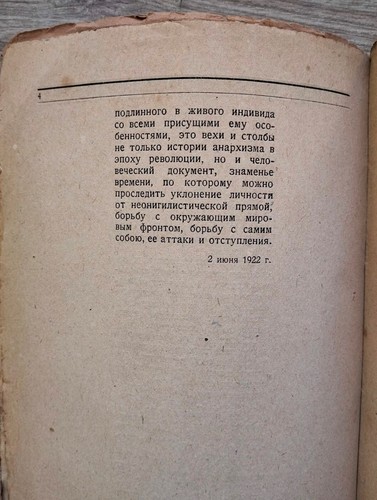 4
подлинного в живого индивида
со всеми присущими ему осо-
бенностями, это вехи и столбы
не только истории анархизма в
эпоху революции, но и чело-
веческий документ, знаменье
времени, по которому можно
проследить уклонение личности
от неонигилистической прямой,
борьбу с окружающим миро-
вым фронтом, борьбу с самим
собою, ее аттаки и отступления.
2 июня 1922 г.